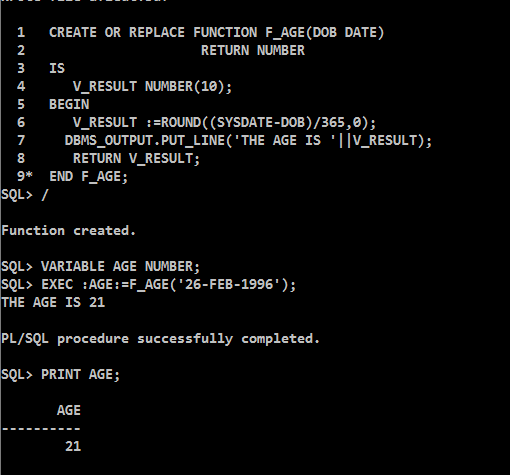 1 CREATE OR REPLACE FUNCTION F_AGE(DOB DATE)
2 RETURN NUMBER
3 IS
4 V_RESULT NUMBER(10);
5 BEGIN
6 V_RESULT :=ROUND((SYSDATE-DOB)/365,0);
7 DBMS_OUTPUT.PUT_LINE('THE AGE IS '||V_RESULT);
8 RETURN V_RESULT;
9* END F_AGE;
SQL> /
Function created.
SQL> VARIABLE AGE NUMBER;
SQL> EXEC :AGE:=F_AGE('26-FEB-1996');
THE AGE IS 21
PL/SQL procedure successfully completed.
SQL> PRINT AGE;
AGE
----------
21